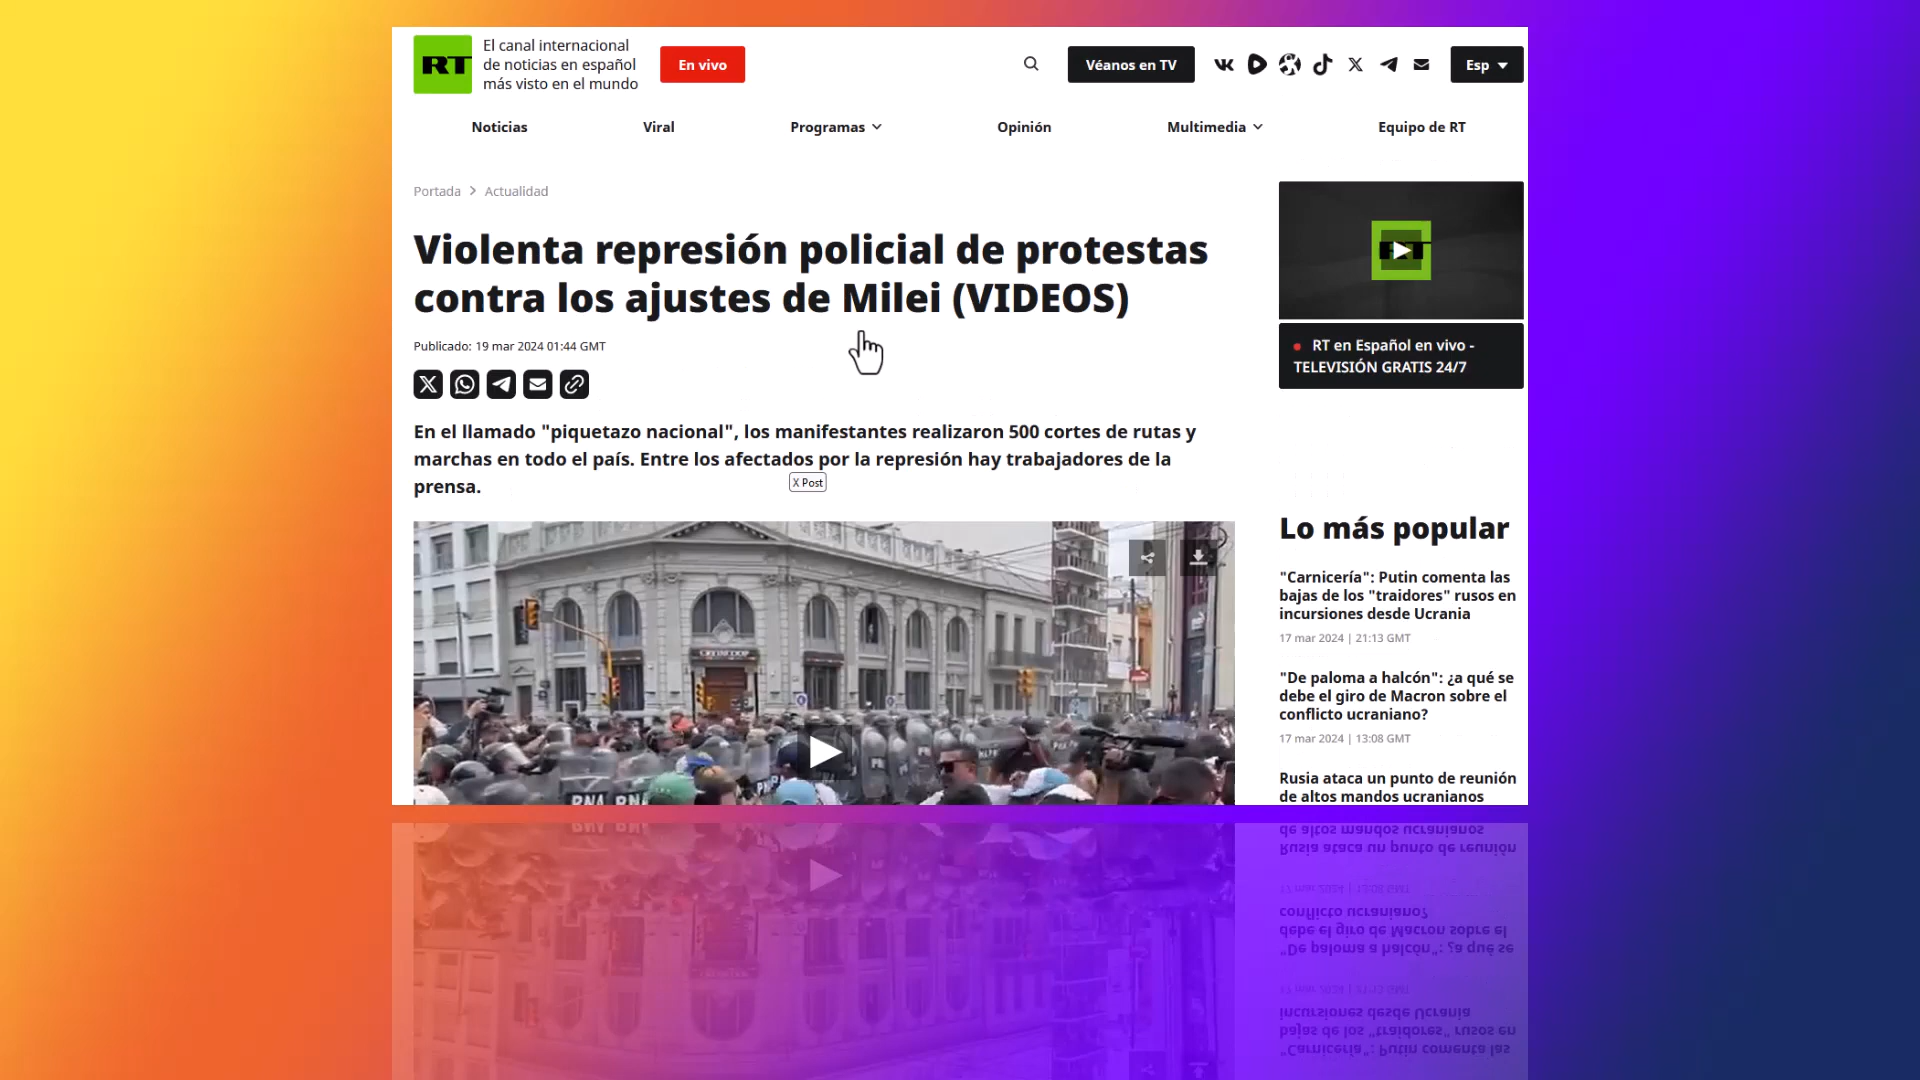 RT
El canal internacional
de noticias en español
más visto en el mundo
En vivo
Véanos en TV
Esp
Noticias
Viral
Programas
Opinión
Multimedia
Equipo de RT
Portada
Actualidad
Violenta represión policial de protestas
contra los ajustes de Milei (VIDEOS)
Publicado: 19 mar 2024 01:44 GMT
En el llamado "piquetazo nacional", los manifestantes realizaron 500 cortes de rutas y
marchas en todo el país. Entre los afectados por la represión hay trabajadores de la
prensa.
X Post
PNA PNA
RT
RT en Español en vivo -
TELEVISIÓN GRATIS 24/7
Lo más popular
"Carnicería": Putin comenta las
bajas de los "traidores" rusos en
incursiones desde Ucrania
17 mar 2024 | 21:13 GMT
"De paloma a halcón": ¿a qué se
debe el giro de Macron sobre el
conflicto ucraniano?
17 mar 2024 | 13:08 GMT
Rusia ataca un punto de reunión
de altos mandos ucranianos